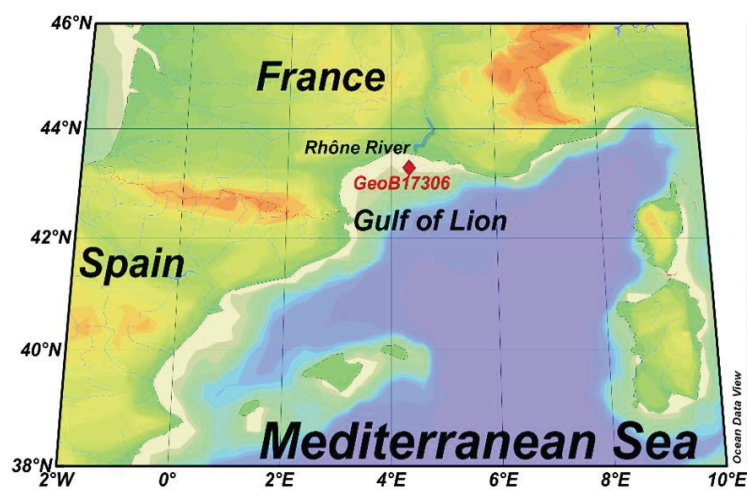 46°N
France
44°N
Rhône River
GeoB17306
Gulf of Lion
42°N
Spain
40°N
Mediterranean Sea
38°N
2°W 0° 2°E 4°E 6°E 8°E 10°E
Ocean Data View